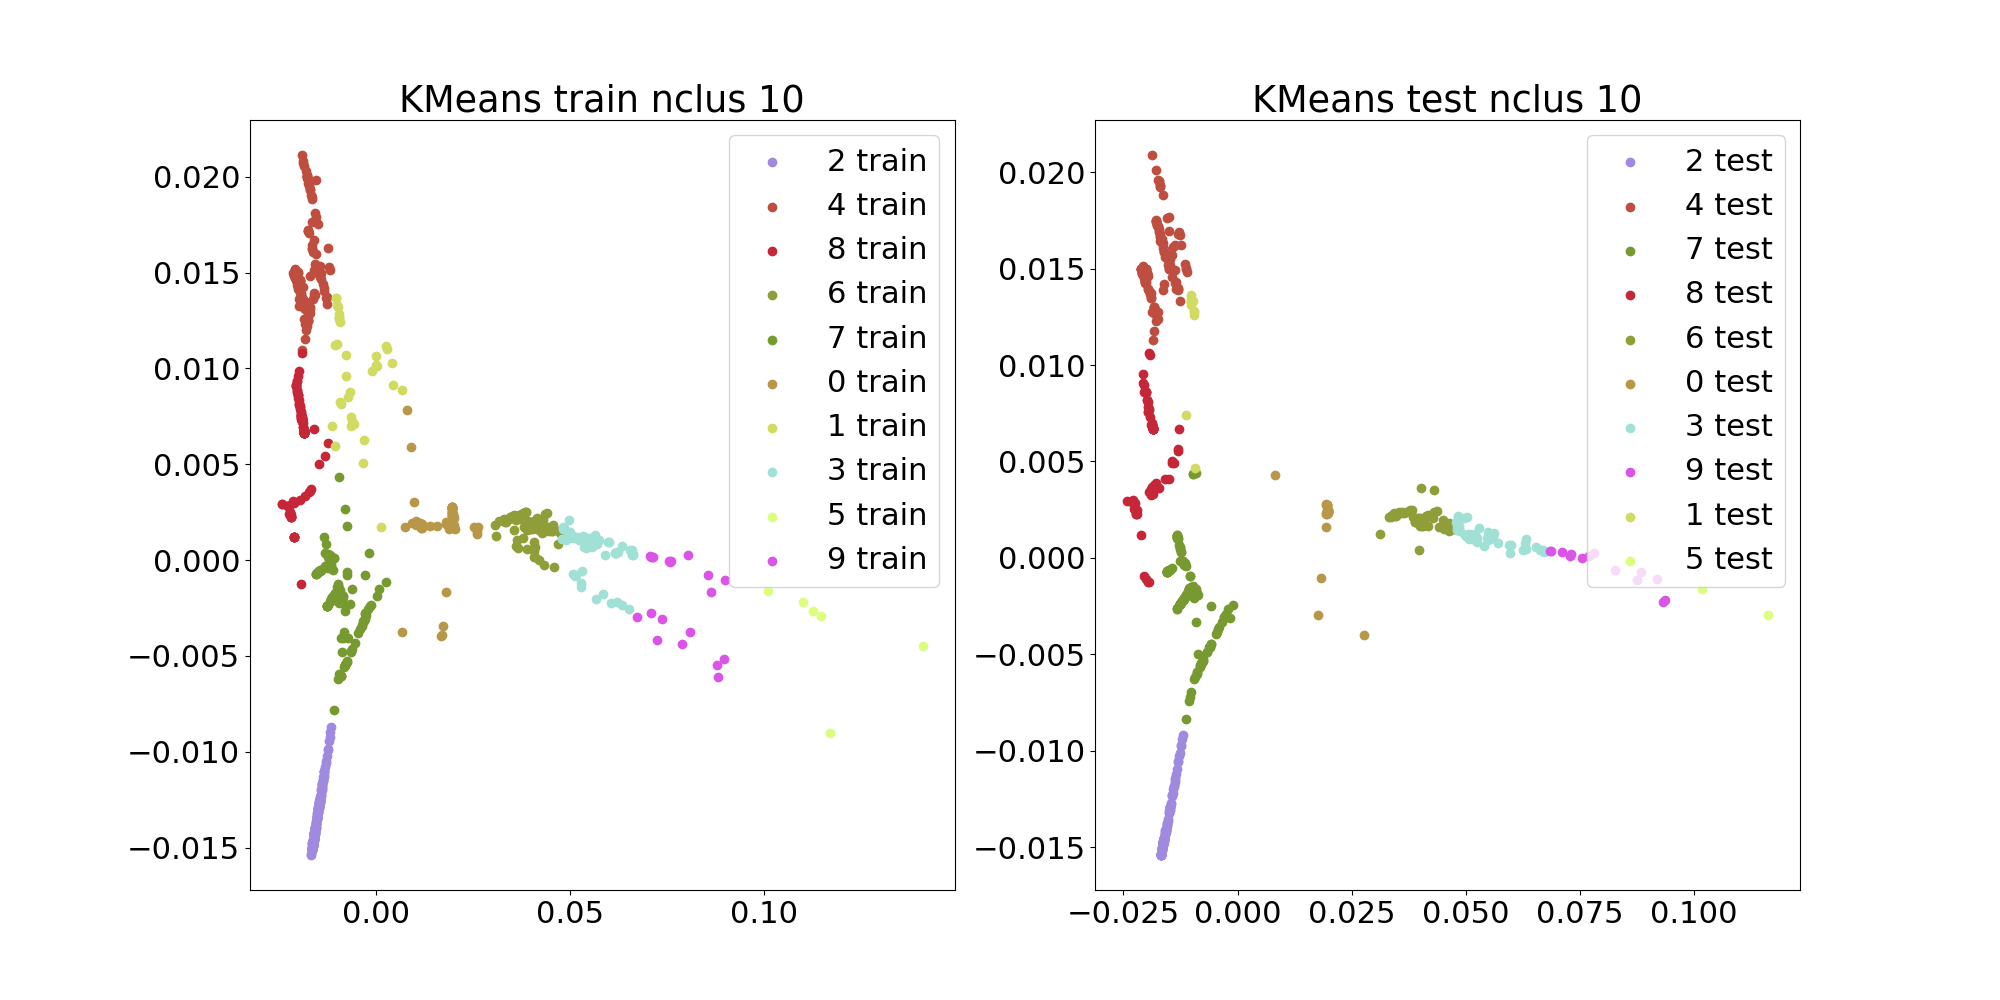 KMeans train nclus 10
0.020
0.015
0.010
0.005
0.000
−0.005
−0.010
−0.015
0.00 0.05 0.10
2 train
4 train
8 train
6 train
7 train
0 train
1 train
3 train
5 train
9 train
KMeans test nclus 10
0.020
0.015
0.010
0.005
0.000
−0.005
−0.010
−0.015
−0.025 0.000 0.025 0.050 0.075 0.100
2 test
4 test
7 test
8 test
6 test
0 test
3 test
9 test
1 test
5 test